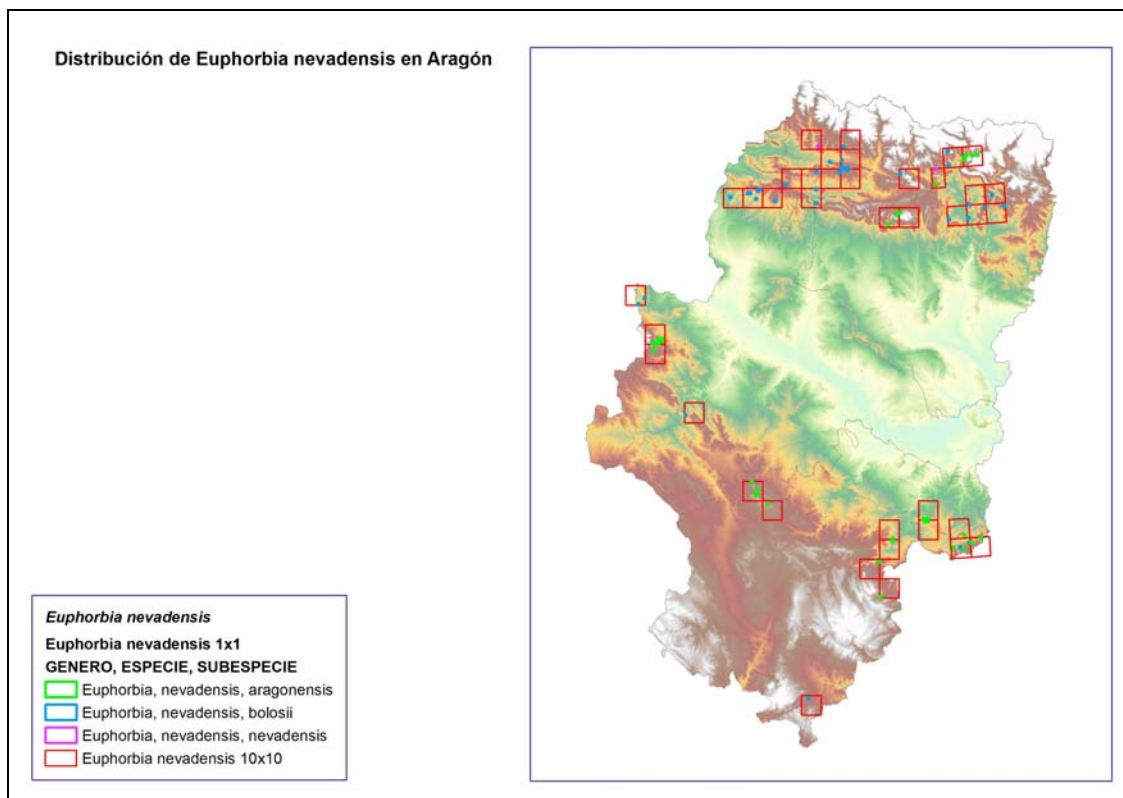 Distribución de Euphorbia nevadensis en Aragón
Euphorbia nevadensis
Euphorbia nevadensis 1x1
GENERO, ESPECIE, SUBESPECIE
Euphorbia, nevadensis, aragonensis
Euphorbia, nevadensis, bolosii
Euphorbia, nevadensis, nevadensis
Euphorbia nevadensis 10x10